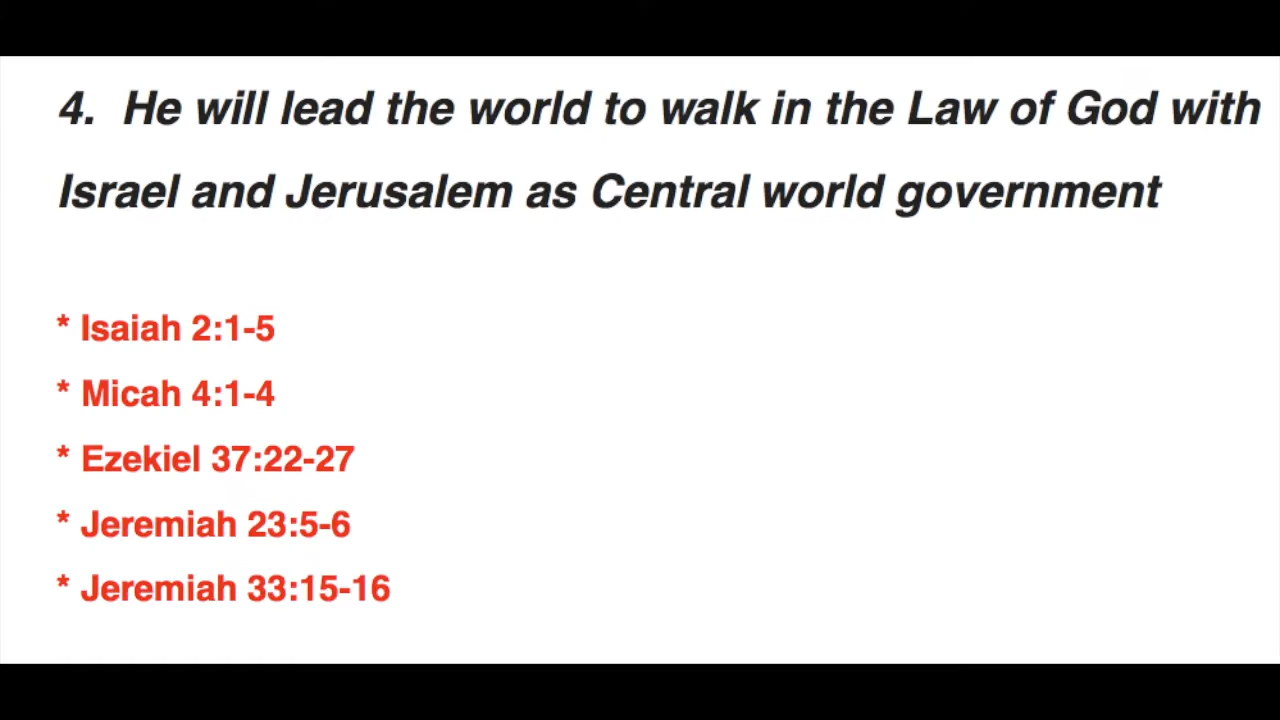 4. He will lead the world to walk in the Law of God with
Israel and Jerusalem as Central world government
* Isaiah 2:1-5
* Micah 4:1-4
* Ezekiel 37:22-27
* Jeremiah 23:5-6
* Jeremiah 33:15-16